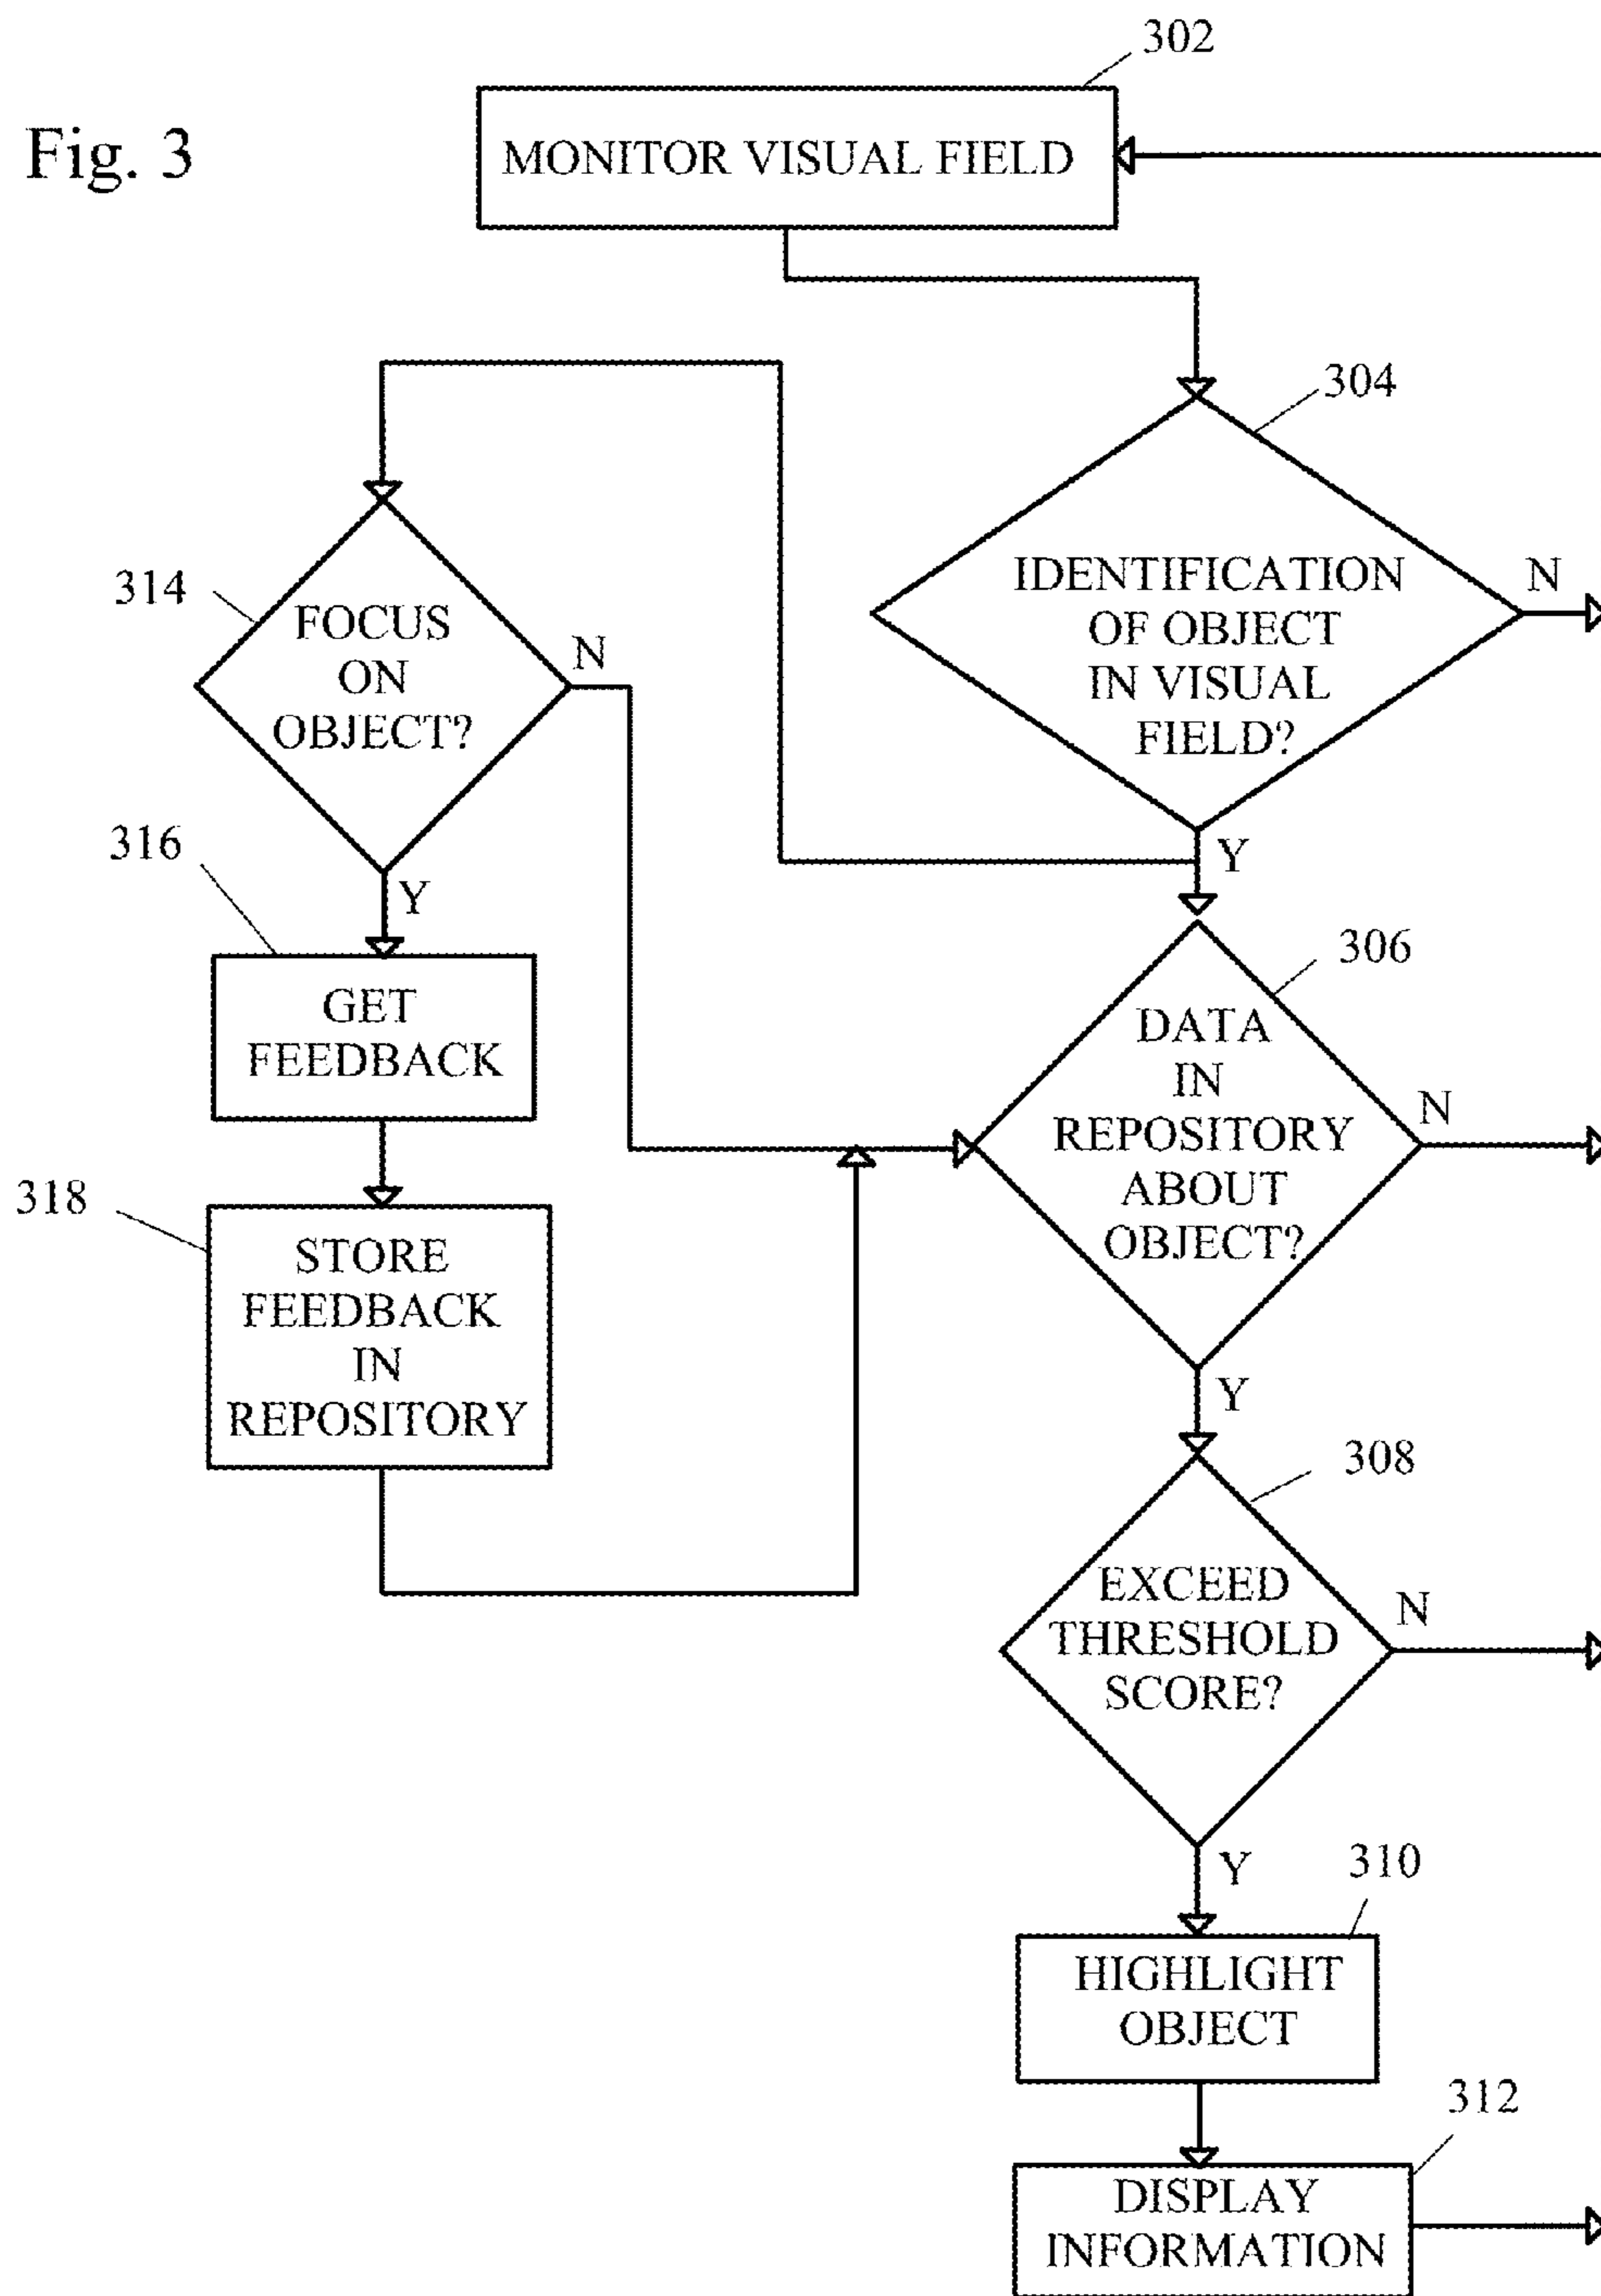 Fig. 3
302
MONITOR VISUAL FIELD
304
IDENTIFICATION
OF OBJECT
IN VISUAL
FIELD?
N
Y
314
FOCUS
ON
OBJECT?
N
Y
316
GET
FEEDBACK
318
STORE
FEEDBACK
IN
REPOSITORY
306
DATA
IN
REPOSITORY
ABOUT
OBJECT?
N
Y
308
EXCEED
THRESHOLD
SCORE?
N
Y
310
HIGHLIGHT
OBJECT
312
DISPLAY
INFORMATION